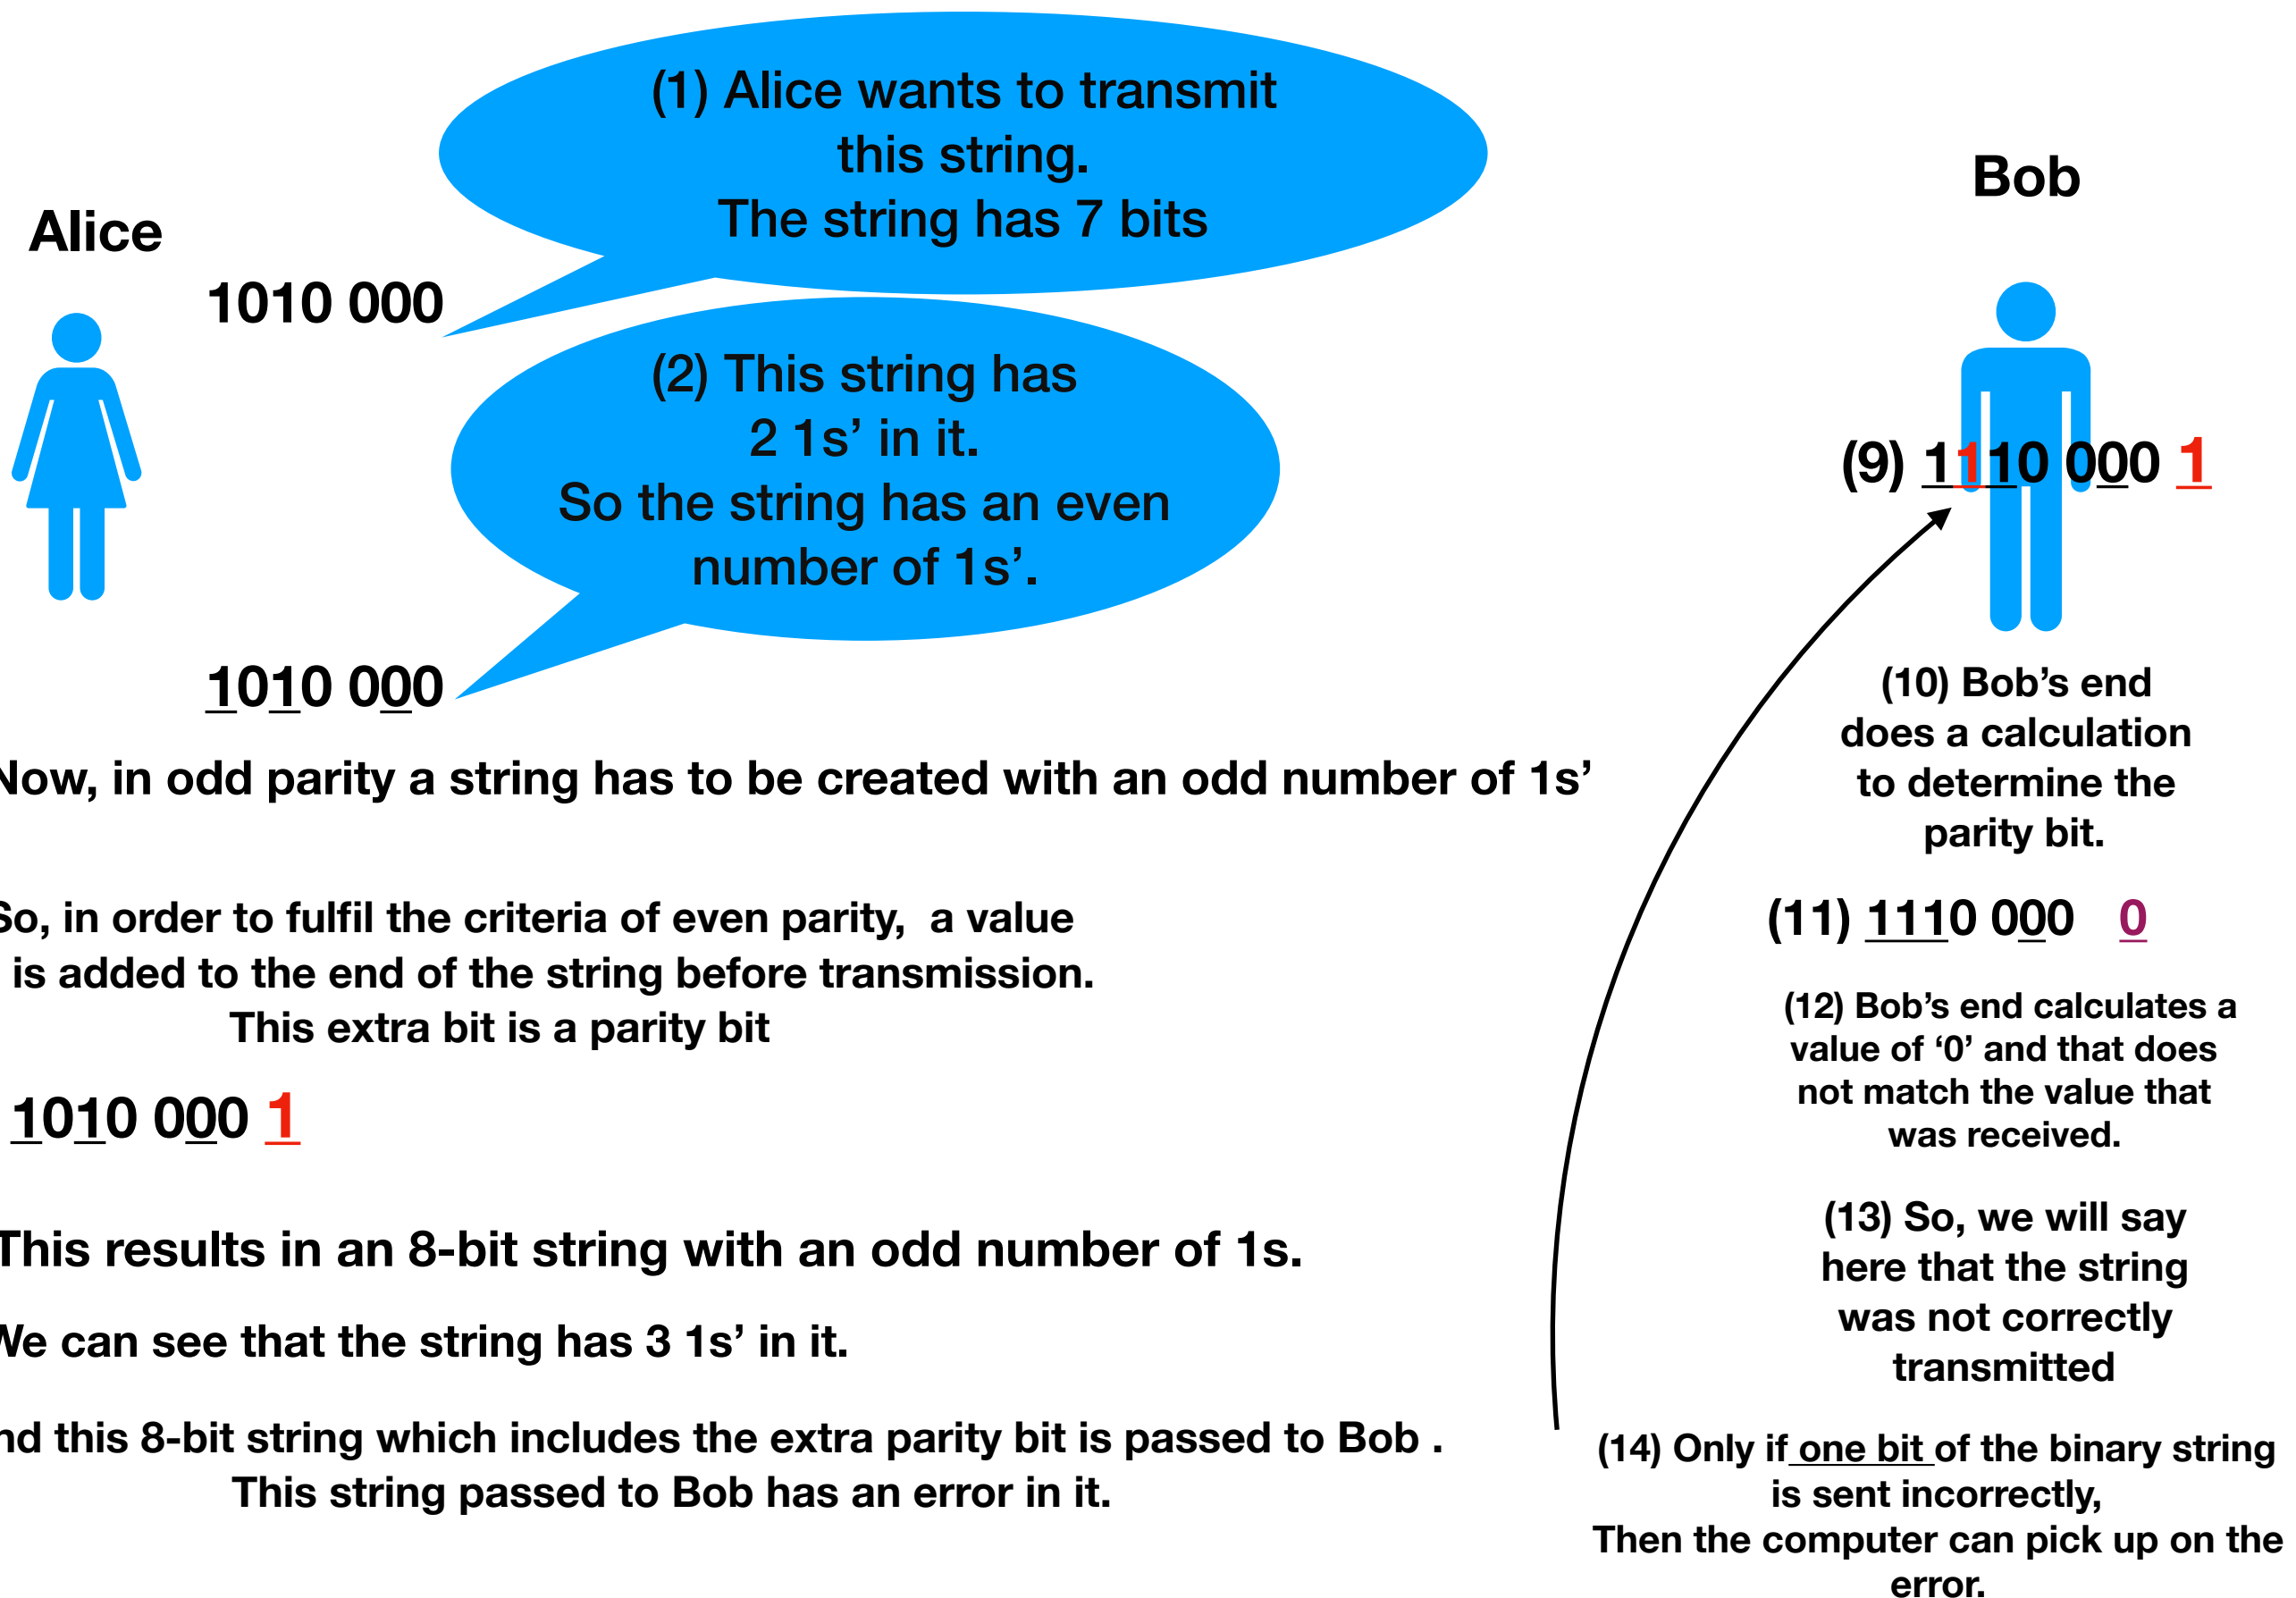 (1) Alice wants to transmit
this string.
The string has 7 bits
Alice
1010 000
(2) This string has
2 1s’ in it.
So the string has an even
number of 1s’.
1010 000
Now, in odd parity a string has to be created with an odd number of 1s’
So, in order to fulfil the criteria of even parity, a value
is added to the end of the string before transmission.
This extra bit is a parity bit
1010 000 1
This results in an 8-bit string with an odd number of 1s.
We can see that the string has 3 1s’ in it.
nd this 8-bit string which includes the extra parity bit is passed to Bob .
This string passed to Bob has an error in it.
Bob
(9) 1110 000 1
(10) Bob’s end
does a calculation
to determine the
parity bit.
(11) 1110 000 0
(12) Bob’s end calculates a
value of ‘0’ and that does
not match the value that
was received.
(13) So, we will say
here that the string
was not correctly
transmitted
(14) Only if one bit of the binary string
is sent incorrectly,
Then the computer can pick up on the
error.